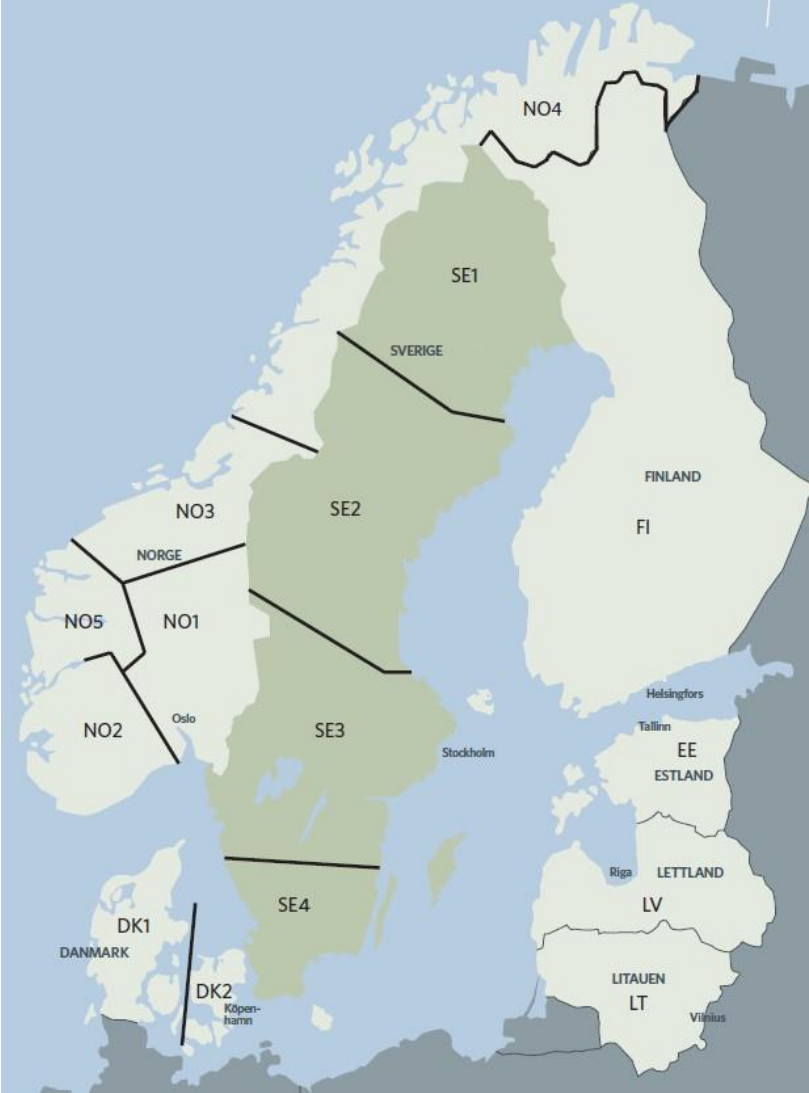 NO4
SE1
SVERIGE
FINLAND
NO3
SE2
FI
NORGE
NO5
NO1
Helsingfors
Oslo
NO2
SE3
Tallinn
Stockholm
EE
ESTLAND
Riga
LETTLAND
SE4
LV
DK1
DANMARK
LITAUEN
DK2
LT
Köpen-
hamn
Vilnius